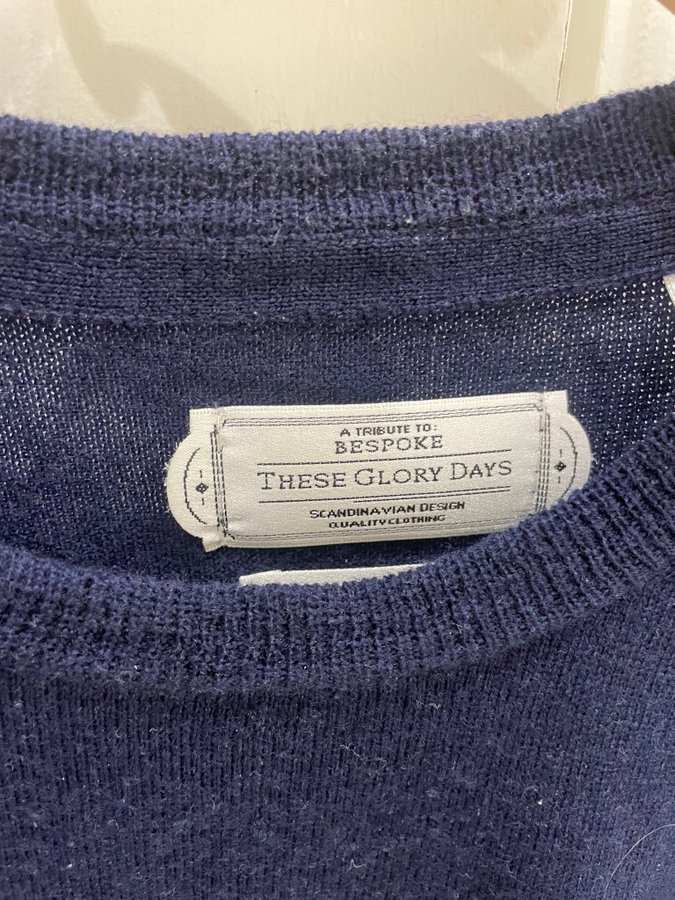 A TRIBUTE TO:
BESPOKE
THESE GLORY DAYS
SCANDINAVIAN DESIGN
QUALITY CLOTHING